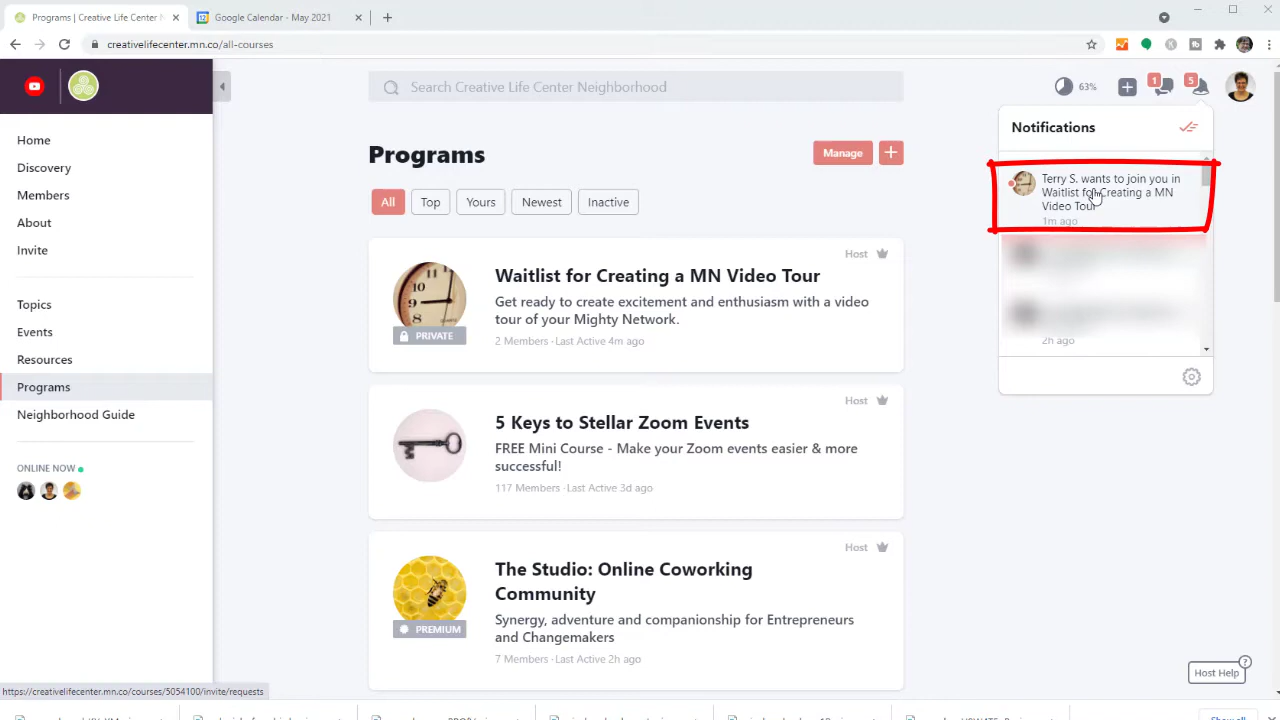 Programs | Creative Life Center N
Google Calendar - May 2021
creativelifecenter.mn.co/all-courses
Search Creative Life Center Neighborhood
63%
1
5
Home
Discovery
Members
About
Invite
Topics
Events
Resources
Programs
Neighborhood Guide
ONLINE NOW
Programs
Manage
All
Top
Yours
Newest
Inactive
Host
Waitlist for Creating a MN Video Tour
Get ready to create excitement and enthusiasm with a video
tour of your Mighty Network.
PRIVATE
2 Members · Last Active 4m ago
Host
5 Keys to Stellar Zoom Events
FREE Mini Course - Make your Zoom events easier & more
successful!
117 Members · Last Active 3d ago
Host
The Studio: Online Coworking
Community
Synergy, adventure and companionship for Entrepreneurs
and Changemakers
PREMIUM
7 Members · Last Active 2h ago
Notifications
Terry S. wants to join you in
Waitlist for Creating a MN
Video Tour
1m ago
2h ago
Host Help
?
https://creativelifecenter.mn.co/courses/5054100/invite/requests
Show all